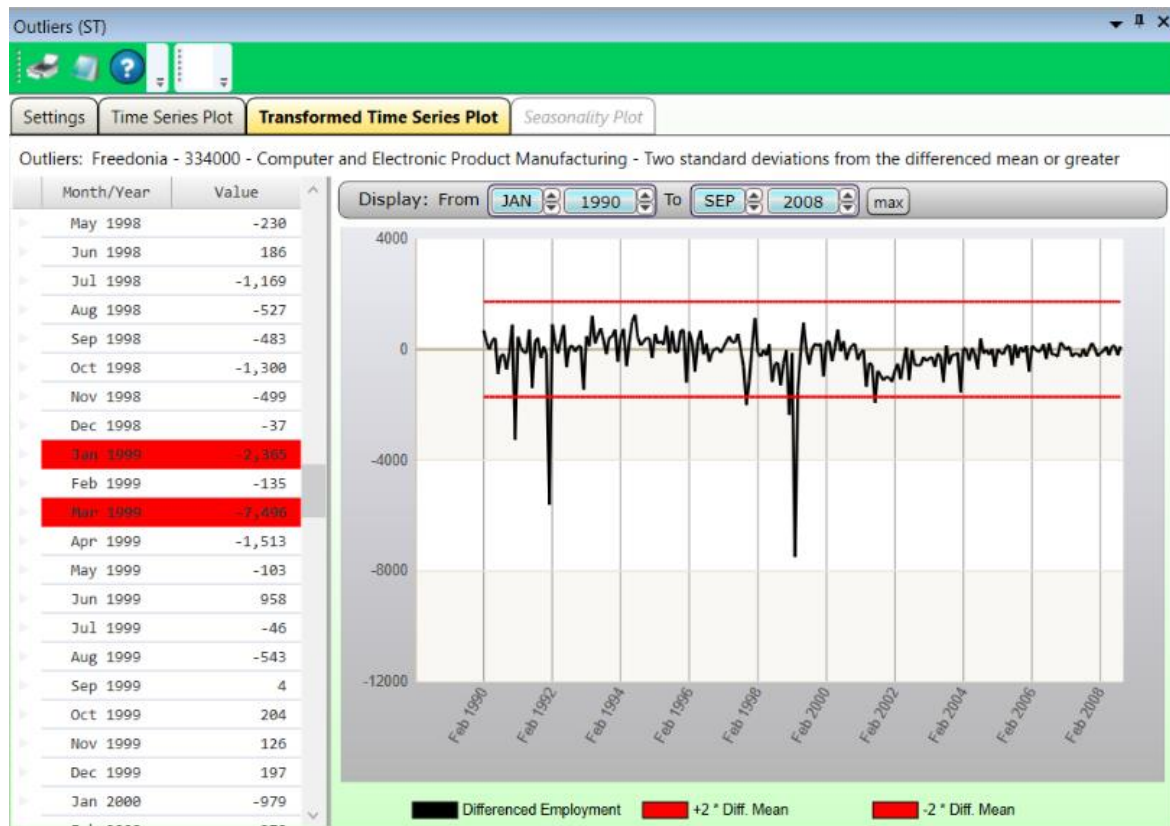 Outliers (ST)
Settings
Time Series Plot
Transformed Time Series Plot
Seasonality Plot
Outliers: Freedonia - 334000 - Computer and Electronic Product Manufacturing - Two standard deviations from the differenced mean or greater
Month/Year Value
May 1998 -230
Jun 1998 186
Jul 1998 -1,169
Aug 1998 -527
Sep 1998 -483
Oct 1998 -1,300
Nov 1998 -499
Dec 1998 -37
Jan 1999 -2,365
Feb 1999 -135
Mar 1999 -7,496
Apr 1999 -1,513
May 1999 -103
Jun 1999 958
Jul 1999 -46
Aug 1999 -543
Sep 1999 4
Oct 1999 204
Nov 1999 126
Dec 1999 197
Jan 2000 -979
Display: From JAN 1990 To SEP 2008 max
4000
0
-4000
-8000
-12000
Feb 1990
Feb 1992
Feb 1994
Feb 1996
Feb 1998
Feb 2000
Feb 2002
Feb 2004
Feb 2006
Feb 2008
Differenced Employment
+2 * Diff. Mean
-2 * Diff. Mean